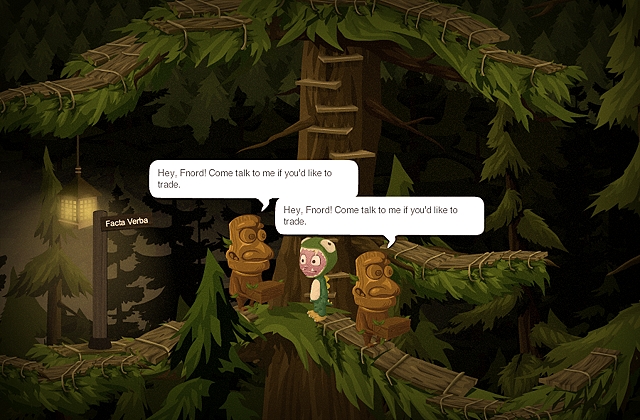 Hey, Fnord! Come talk to me if you'd like to
trade.
Hey, Fnord! Come talk to me if you'd like to
trade.
Facta Verba